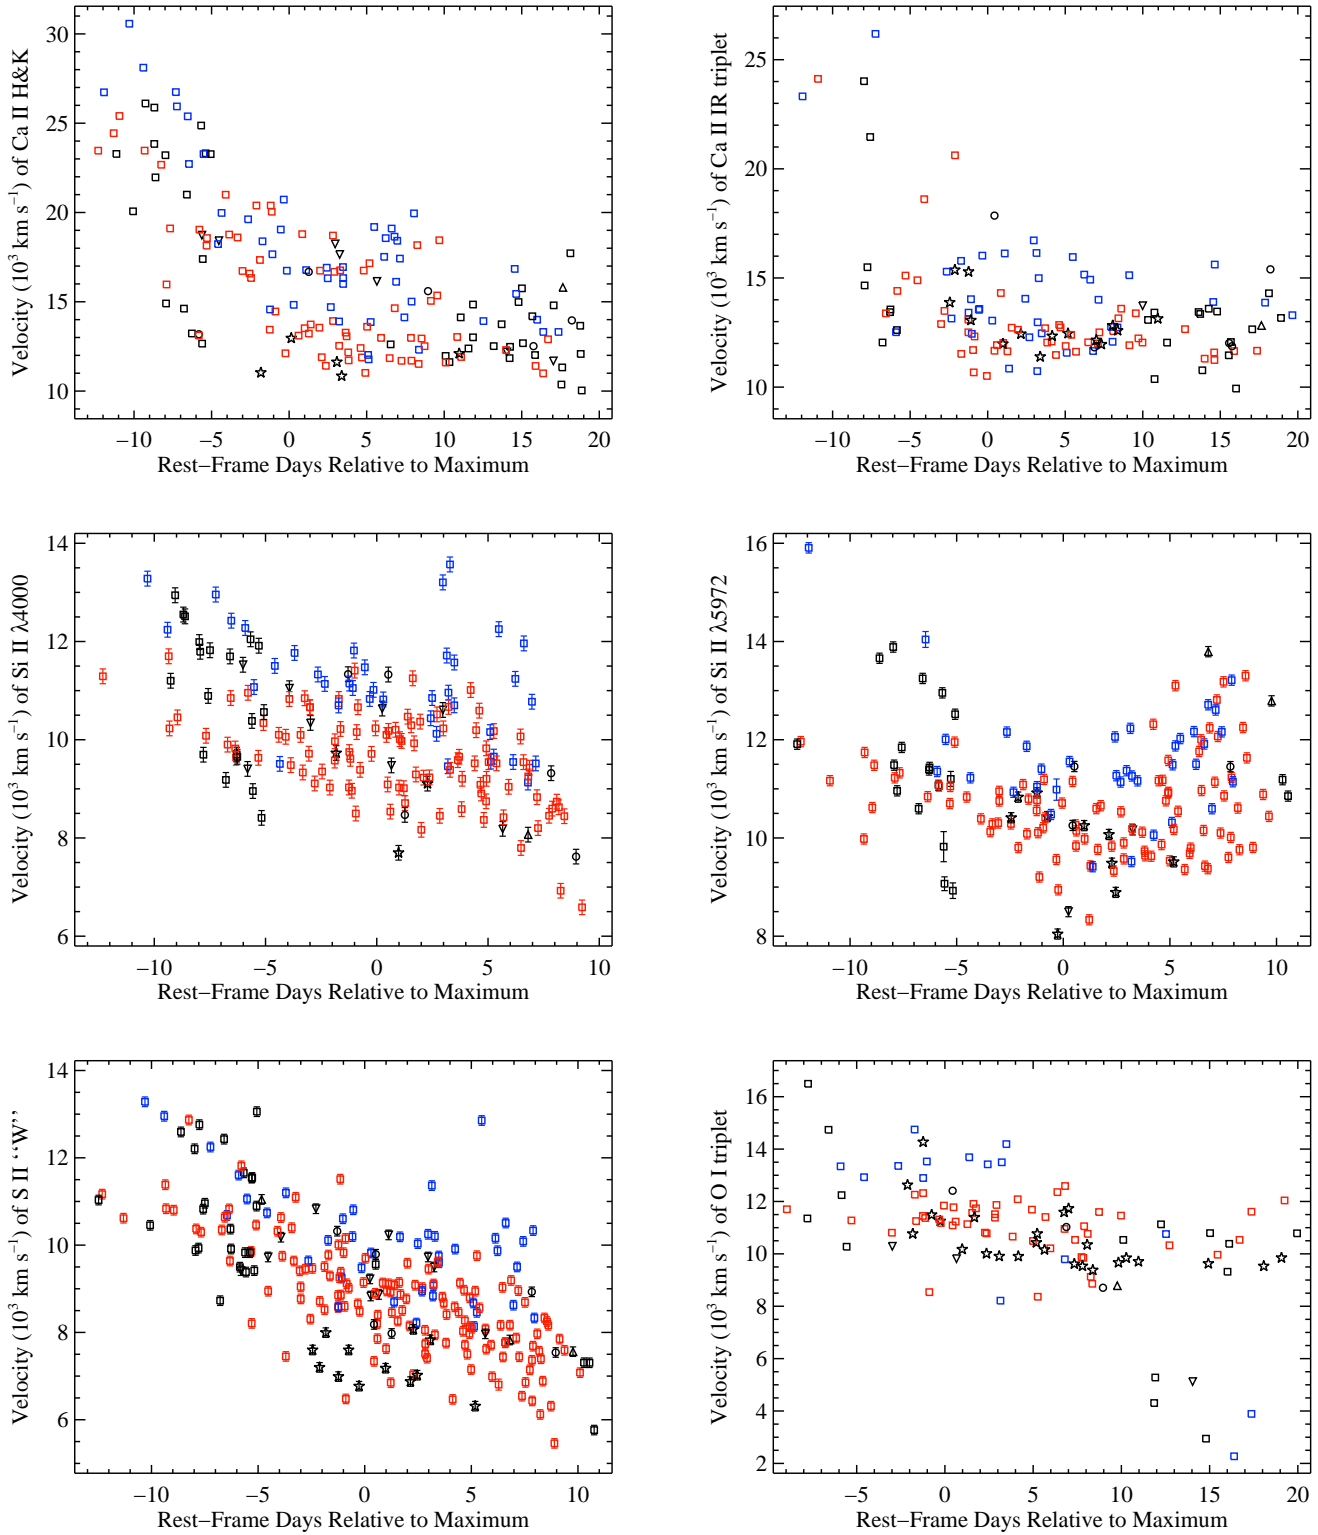 30
25
20
15
10
Velocity (10³ km s⁻¹) of Ca II H&K
−10 −5 0 5 10 15 20
Rest−Frame Days Relative to Maximum
25
20
15
10
Velocity (10³ km s⁻¹) of Ca II IR triplet
−10 −5 0 5 10 15 20
Rest−Frame Days Relative to Maximum
14
12
10
8
6
Velocity (10³ km s⁻¹) of Si II λ4000
−10 −5 0 5 10
Rest−Frame Days Relative to Maximum
16
14
12
10
8
Velocity (10³ km s⁻¹) of Si II λ5972
−10 −5 0 5 10
Rest−Frame Days Relative to Maximum
14
12
10
8
6
Velocity (10³ km s⁻¹) of S II ‘‘W’’
−10 −5 0 5 10
Rest−Frame Days Relative to Maximum
16
14
12
10
8
6
4
2
Velocity (10³ km s⁻¹) of O I triplet
−5 0 5 10 15 20
Rest−Frame Days Relative to Maximum